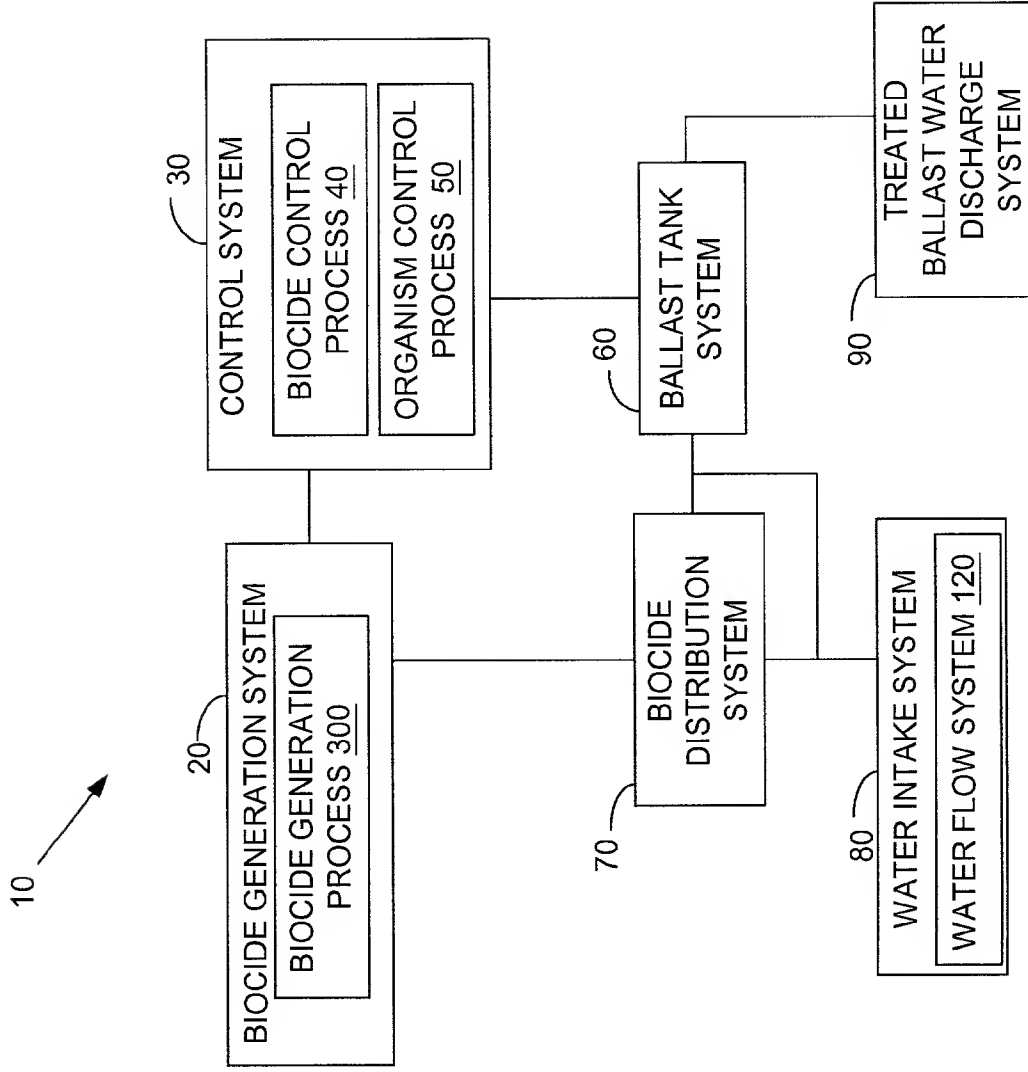 10
20
BIOCIDE GENERATION SYSTEM
BIOCIDE GENERATION
PROCESS 300
30
CONTROL SYSTEM
BIOCIDE CONTROL
PROCESS 40
ORGANISM CONTROL
PROCESS 50
70
BIOCIDE
DISTRIBUTION
SYSTEM
60
BALLAST TANK
SYSTEM
80
WATER INTAKE SYSTEM
WATER FLOW SYSTEM 120
90
TREATED
BALLAST WATER
DISCHARGE
SYSTEM